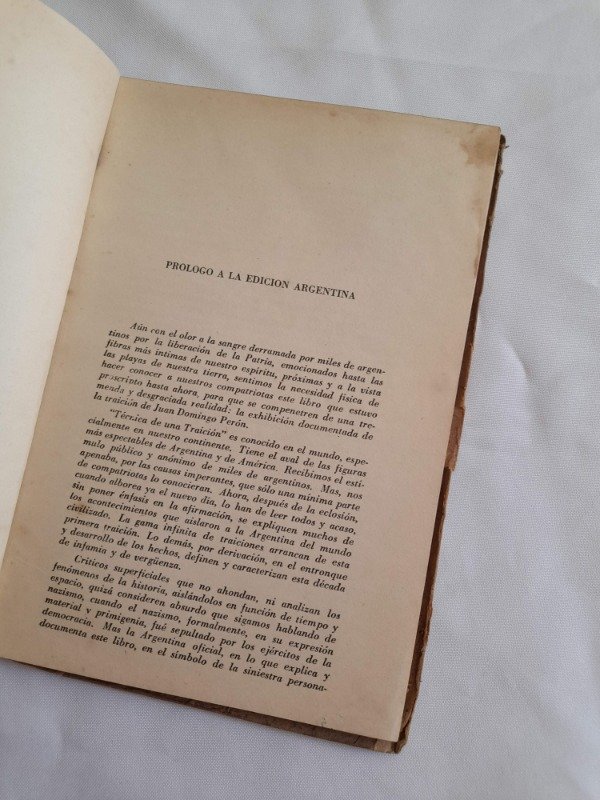 PROLOGO A LA EDICION ARGENTINA
Aún con el olor a la sangre derramada por miles de argen-
tinos por la liberación de la Patria, emocionados hasta las
fibras más íntimas de nuestro espíritu, próximas y a la vista
las playas de nuestra tierra, sentimos la necesidad física de
hacer conocer a nuestros compatriotas este libro que estuvo
proscripto hasta ahora, para que se compenetren de una tre-
menda y desgraciada realidad: la exhibición documentada de
la traición de Juan Domingo Perón.
"Técnica de una Traición" es conocido en el mundo, espe-
cialmente en nuestro continente. Tiene el aval de las figuras
más espectables de Argentina y de América. Recibimos el estí-
mulo público y anónimo de miles de argentinos. Mas, nos
apenaba, por las causas imperantes, que sólo una mínima parte
de compatriotas lo conocieran. Ahora, después de la eclosión,
cuando alborea ya el nuevo día, lo han de leer todos y acaso,
sin poner énfasis en la afirmación, se expliquen muchos de
los acontecimientos que aislaron a la Argentina del mundo
civilizado. La gama infinita de traiciones arrancan de esta
primera traición. Lo demás, por derivación, en el entronque
y desarrollo de los hechos, definen y caracterizan esta década
de infamia y de vergüenza.
Críticos superficiales que no ahondan, ni analizan los
fenómenos de la historia, aislándolos en función de tiempo y
espacio, quizá consideren absurdo que sigamos hablando de
nazismo, cuando el nazismo, formalmente, en su expresión
material y primigenia, fué sepultado por los ejércitos de la
democracia. Mas la Argentina oficial, en lo que explica y
documenta este libro, en el símbolo de la siniestra persona-